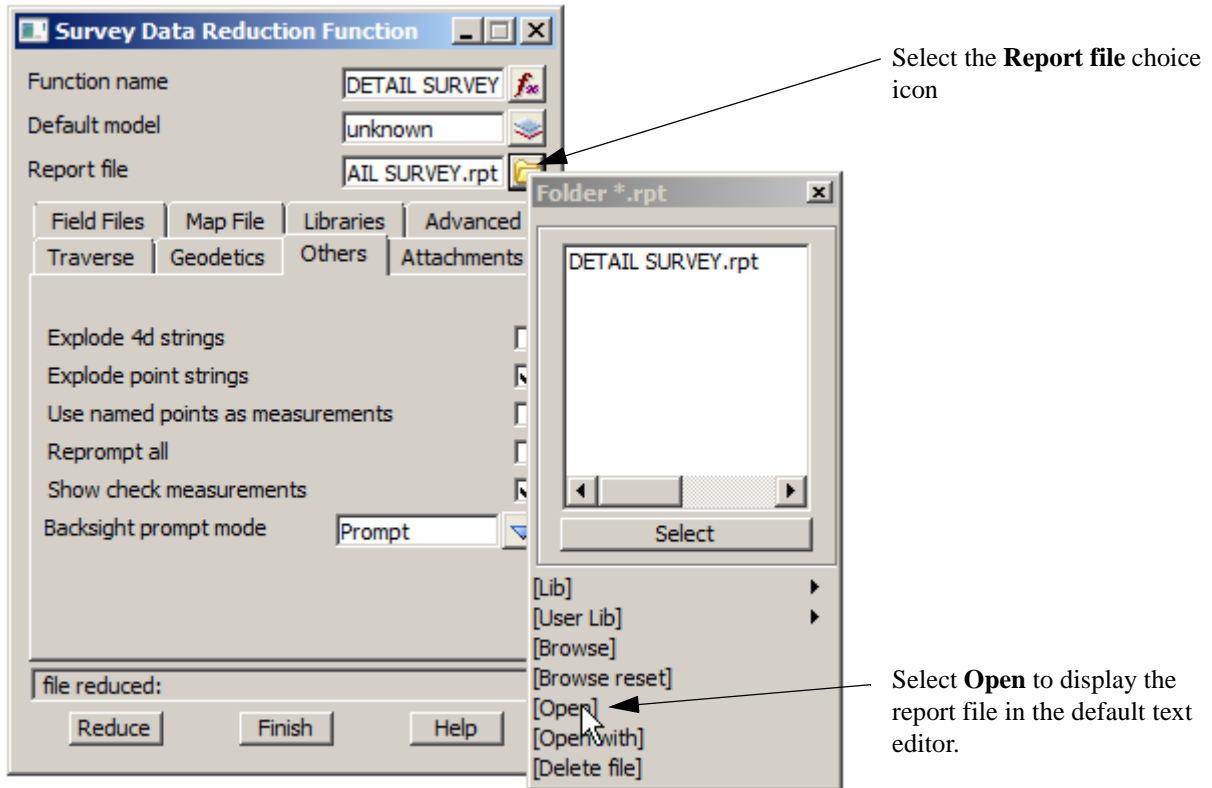 Survey Data Reduction Function
Function name
DETAIL SURVEY
Default model
unknown
Report file
AIL SURVEY.rpt
Field Files
Map File
Libraries
Advanced
Traverse
Geodetics
Others
Attachments
Explode 4d strings
Explode point strings
Use named points as measurements
Reprompt all
Show check measurements
Backsight prompt mode
Prompt
file reduced:
Reduce
Finish
Help
Folder *.rpt
DETAIL SURVEY.rpt
Select
[Lib]
[User Lib]
[Browse]
[Browse reset]
[Open]
[Open with]
[Delete file]
Select the Report file choice
icon
Select Open to display the
report file in the default text
editor.